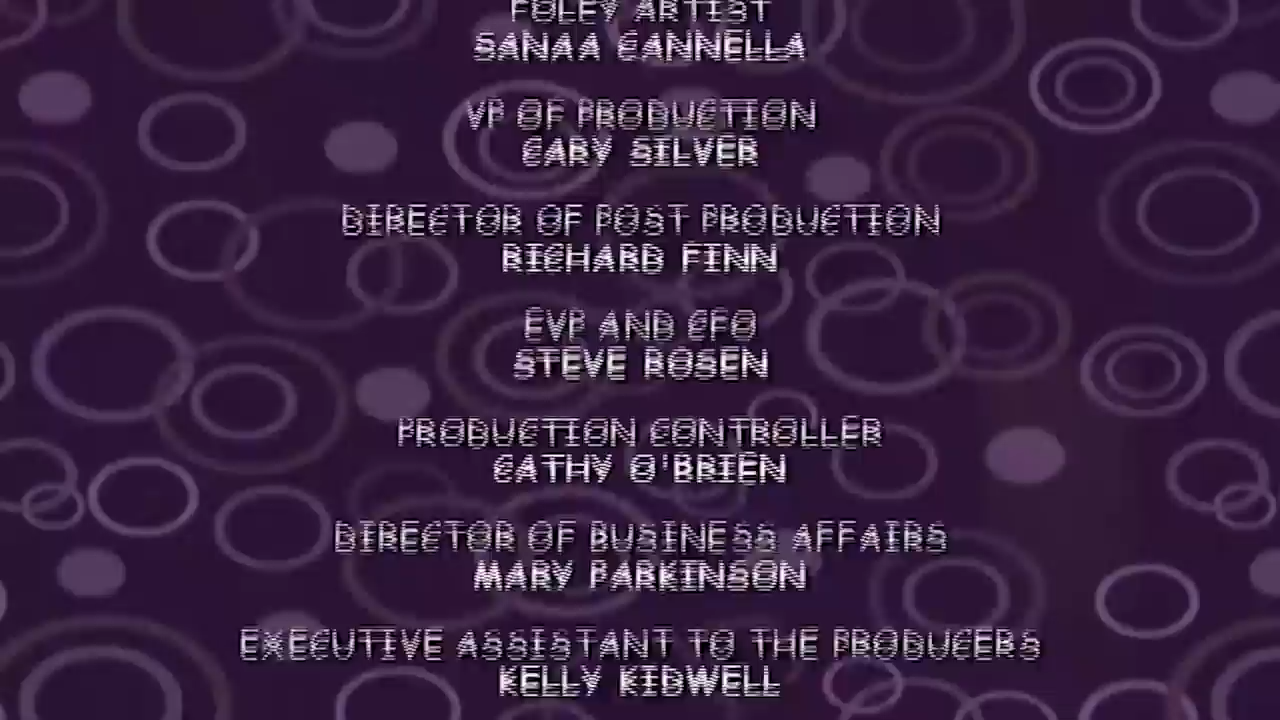 FOLEY ARTIST
SANAA CANNELLA
VP OF PRODUCTION
CARY SILVER
DIRECTOR OF POST PRODUCTION
RICHARD FINN
EVP AND CFO
STEVE ROSEN
PRODUCTION CONTROLLER
CATHY O'BRIEN
DIRECTOR OF BUSINESS AFFAIRS
MARY PARKINSON
EXECUTIVE ASSISTANT TO THE PRODUCERS
KELLY KIDWELL